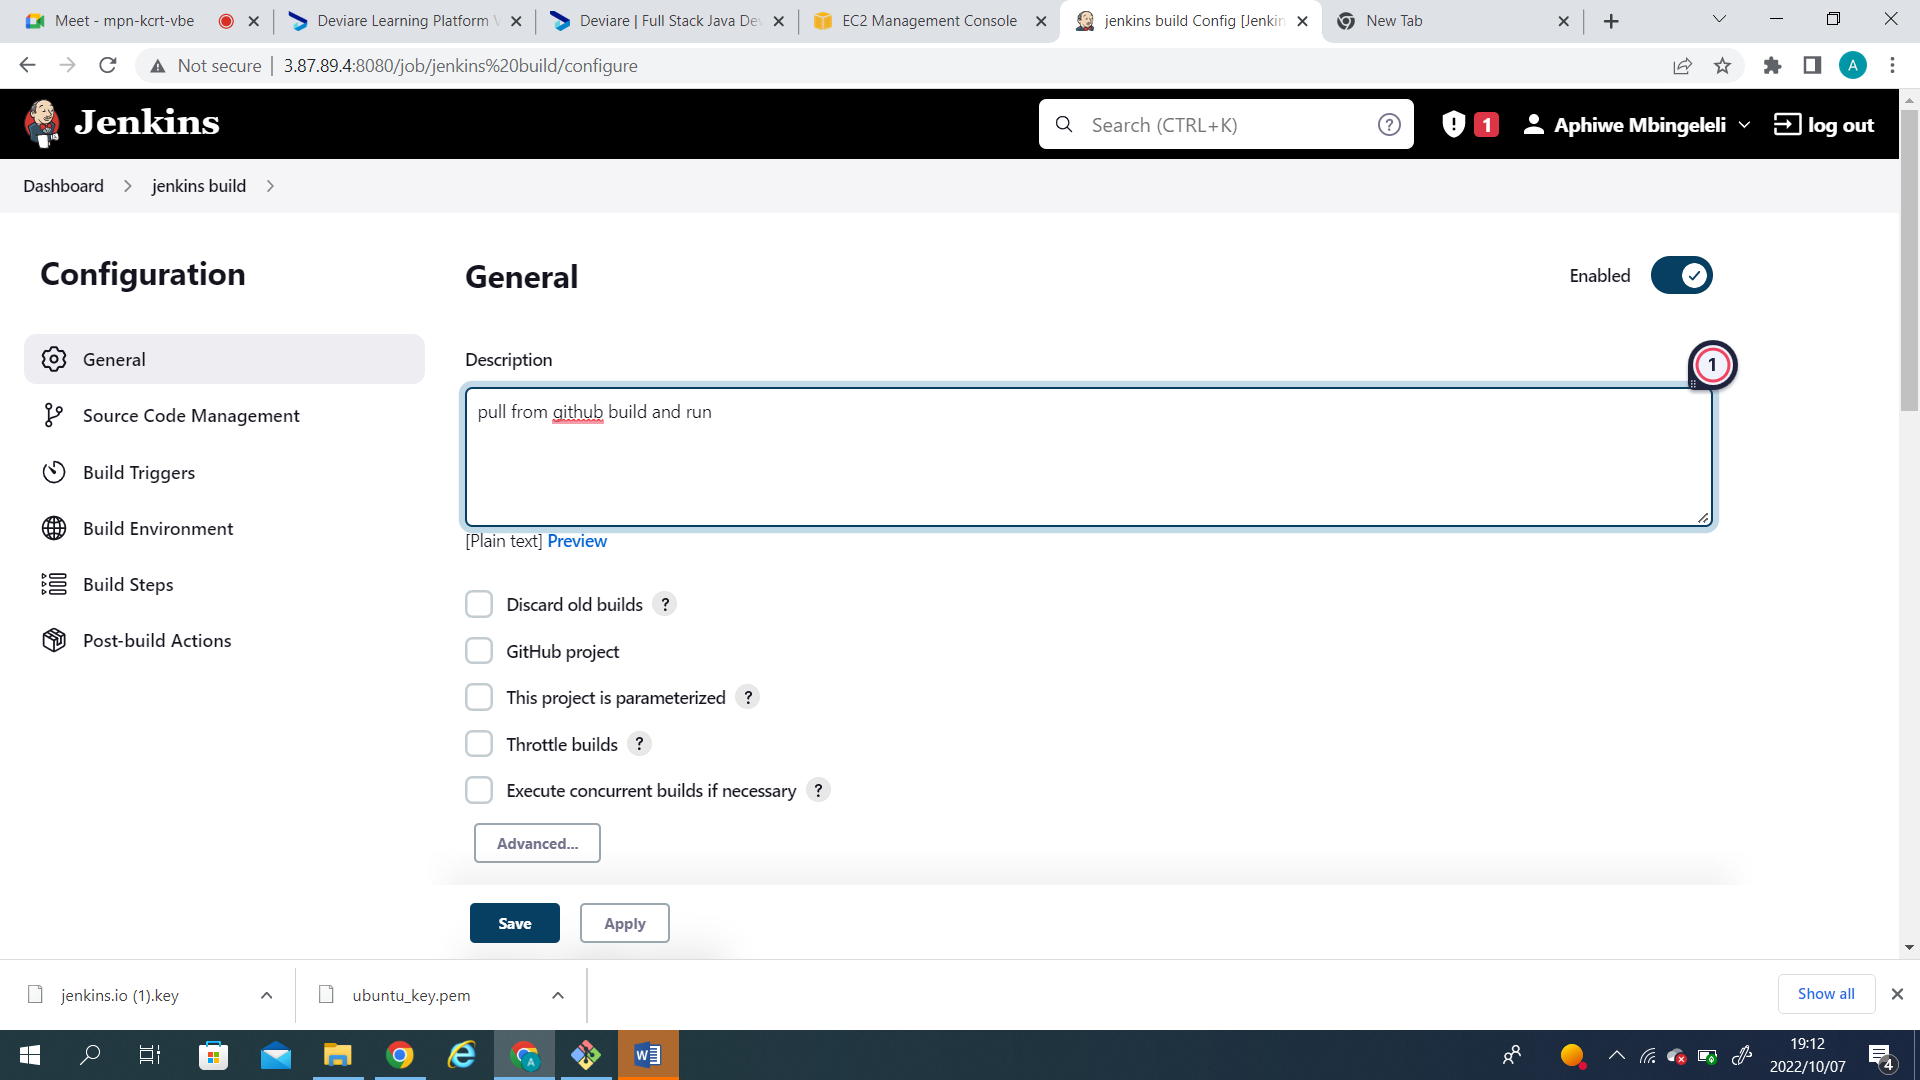 Meet - mpn-kcrt-vbe
Deviare Learning Platform
Deviare | Full Stack Java De
EC2 Management Console
jenkins build Config [Jenkin
New Tab
Not secure | 3.87.89.4:8080/job/jenkins%20build/configure
A
Jenkins
Search (CTRL+K)
?
1
Aphiwe Mbingeleli
log out
Dashboard
jenkins build
Configuration
General
Source Code Management
Build Triggers
Build Environment
Build Steps
Post-build Actions
General
Enabled
Description
1
pull from github build and run
[Plain text] Preview
Discard old builds ?
GitHub project
This project is parameterized ?
Throttle builds ?
Execute concurrent builds if necessary ?
Advanced...
Save
Apply
jenkins.io (1).key
ubuntu_key.pem
Show all
19:12
2022/10/07
4